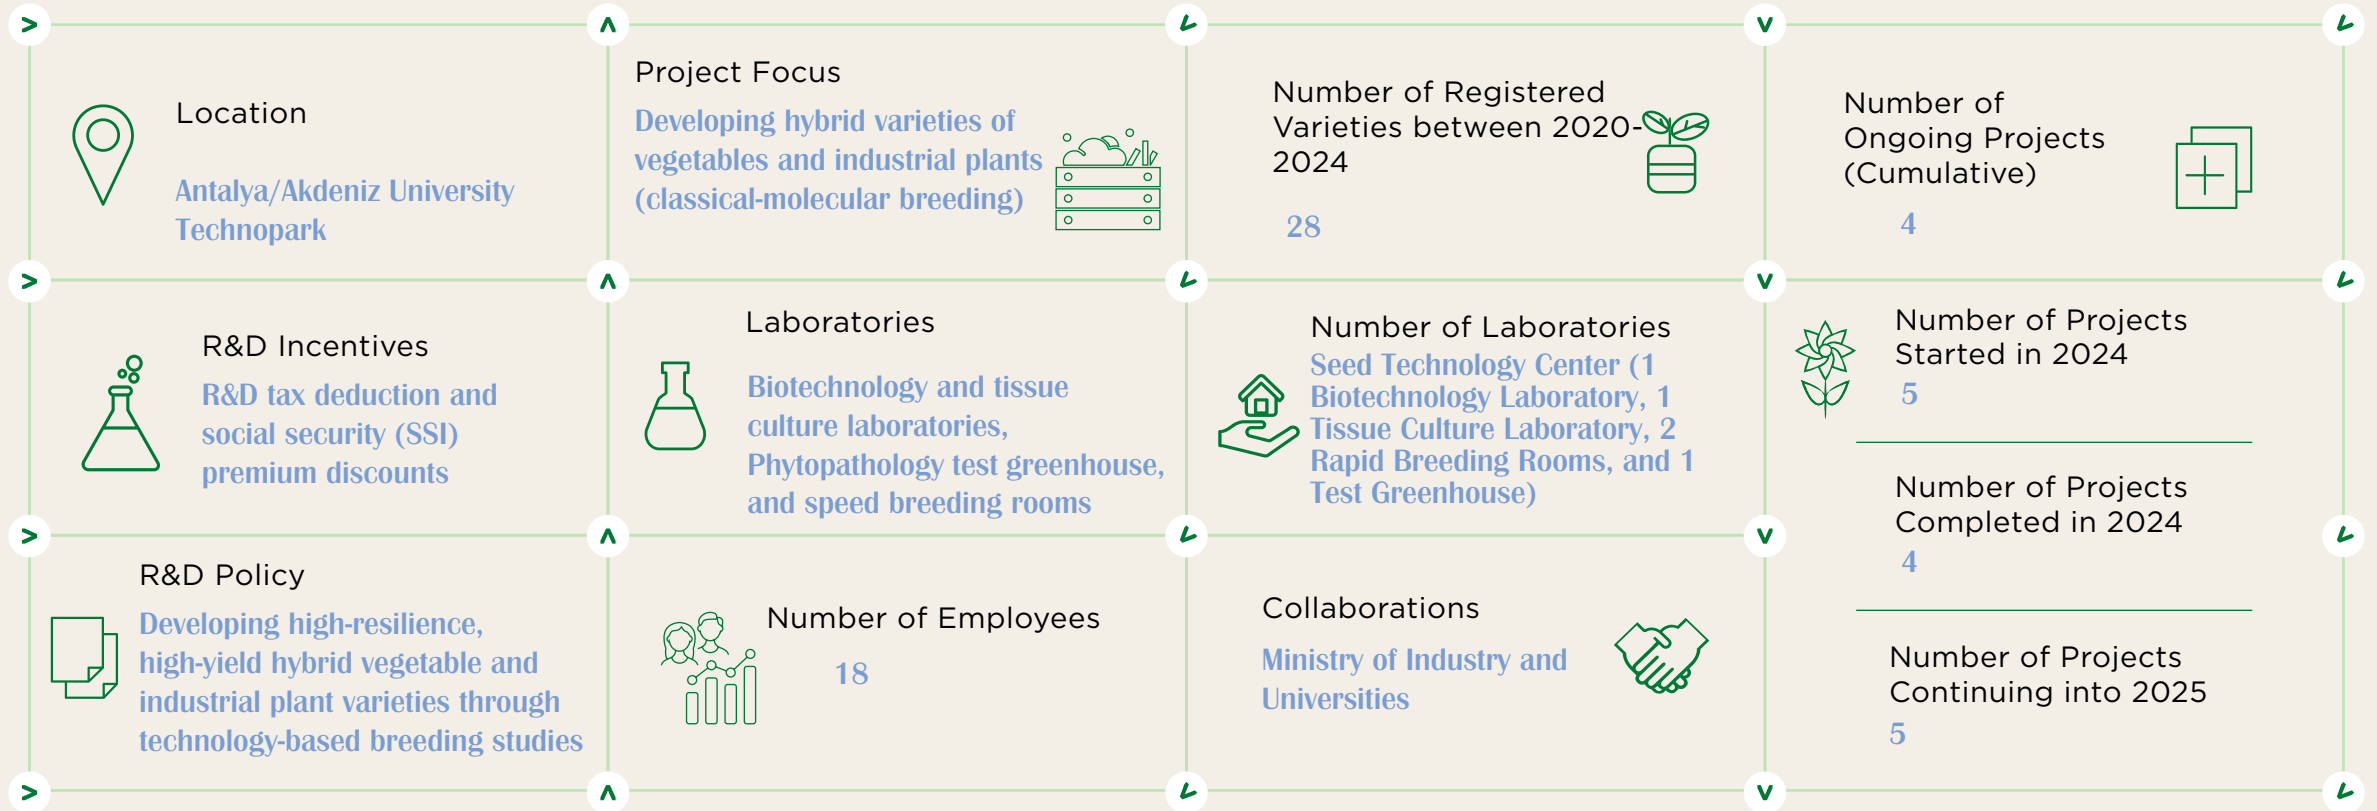 Location
Antalya/Akdeniz University
Technopark
Project Focus
Developing hybrid varieties of
vegetables and industrial plants
(classical-molecular breeding)
Number of Registered
Varieties between 2020-
2024
28
Number of
Ongoing Projects
(Cumulative)
4
R&D Incentives
R&D tax deduction and
social security (SSI)
premium discounts
Laboratories
Biotechnology and tissue
culture laboratories,
Phytopathology test greenhouse,
and speed breeding rooms
Number of Laboratories
Seed Technology Center (1
Biotechnology Laboratory, 1
Tissue Culture Laboratory, 2
Rapid Breeding Rooms, and 1
Test Greenhouse)
Number of Projects
Started in 2024
5
Number of Projects
Completed in 2024
4
Number of Projects
Continuing into 2025
5
R&D Policy
Developing high-resilience,
high-yield hybrid vegetable and
industrial plant varieties through
technology-based breeding studies
Number of Employees
18
Collaborations
Ministry of Industry and
Universities